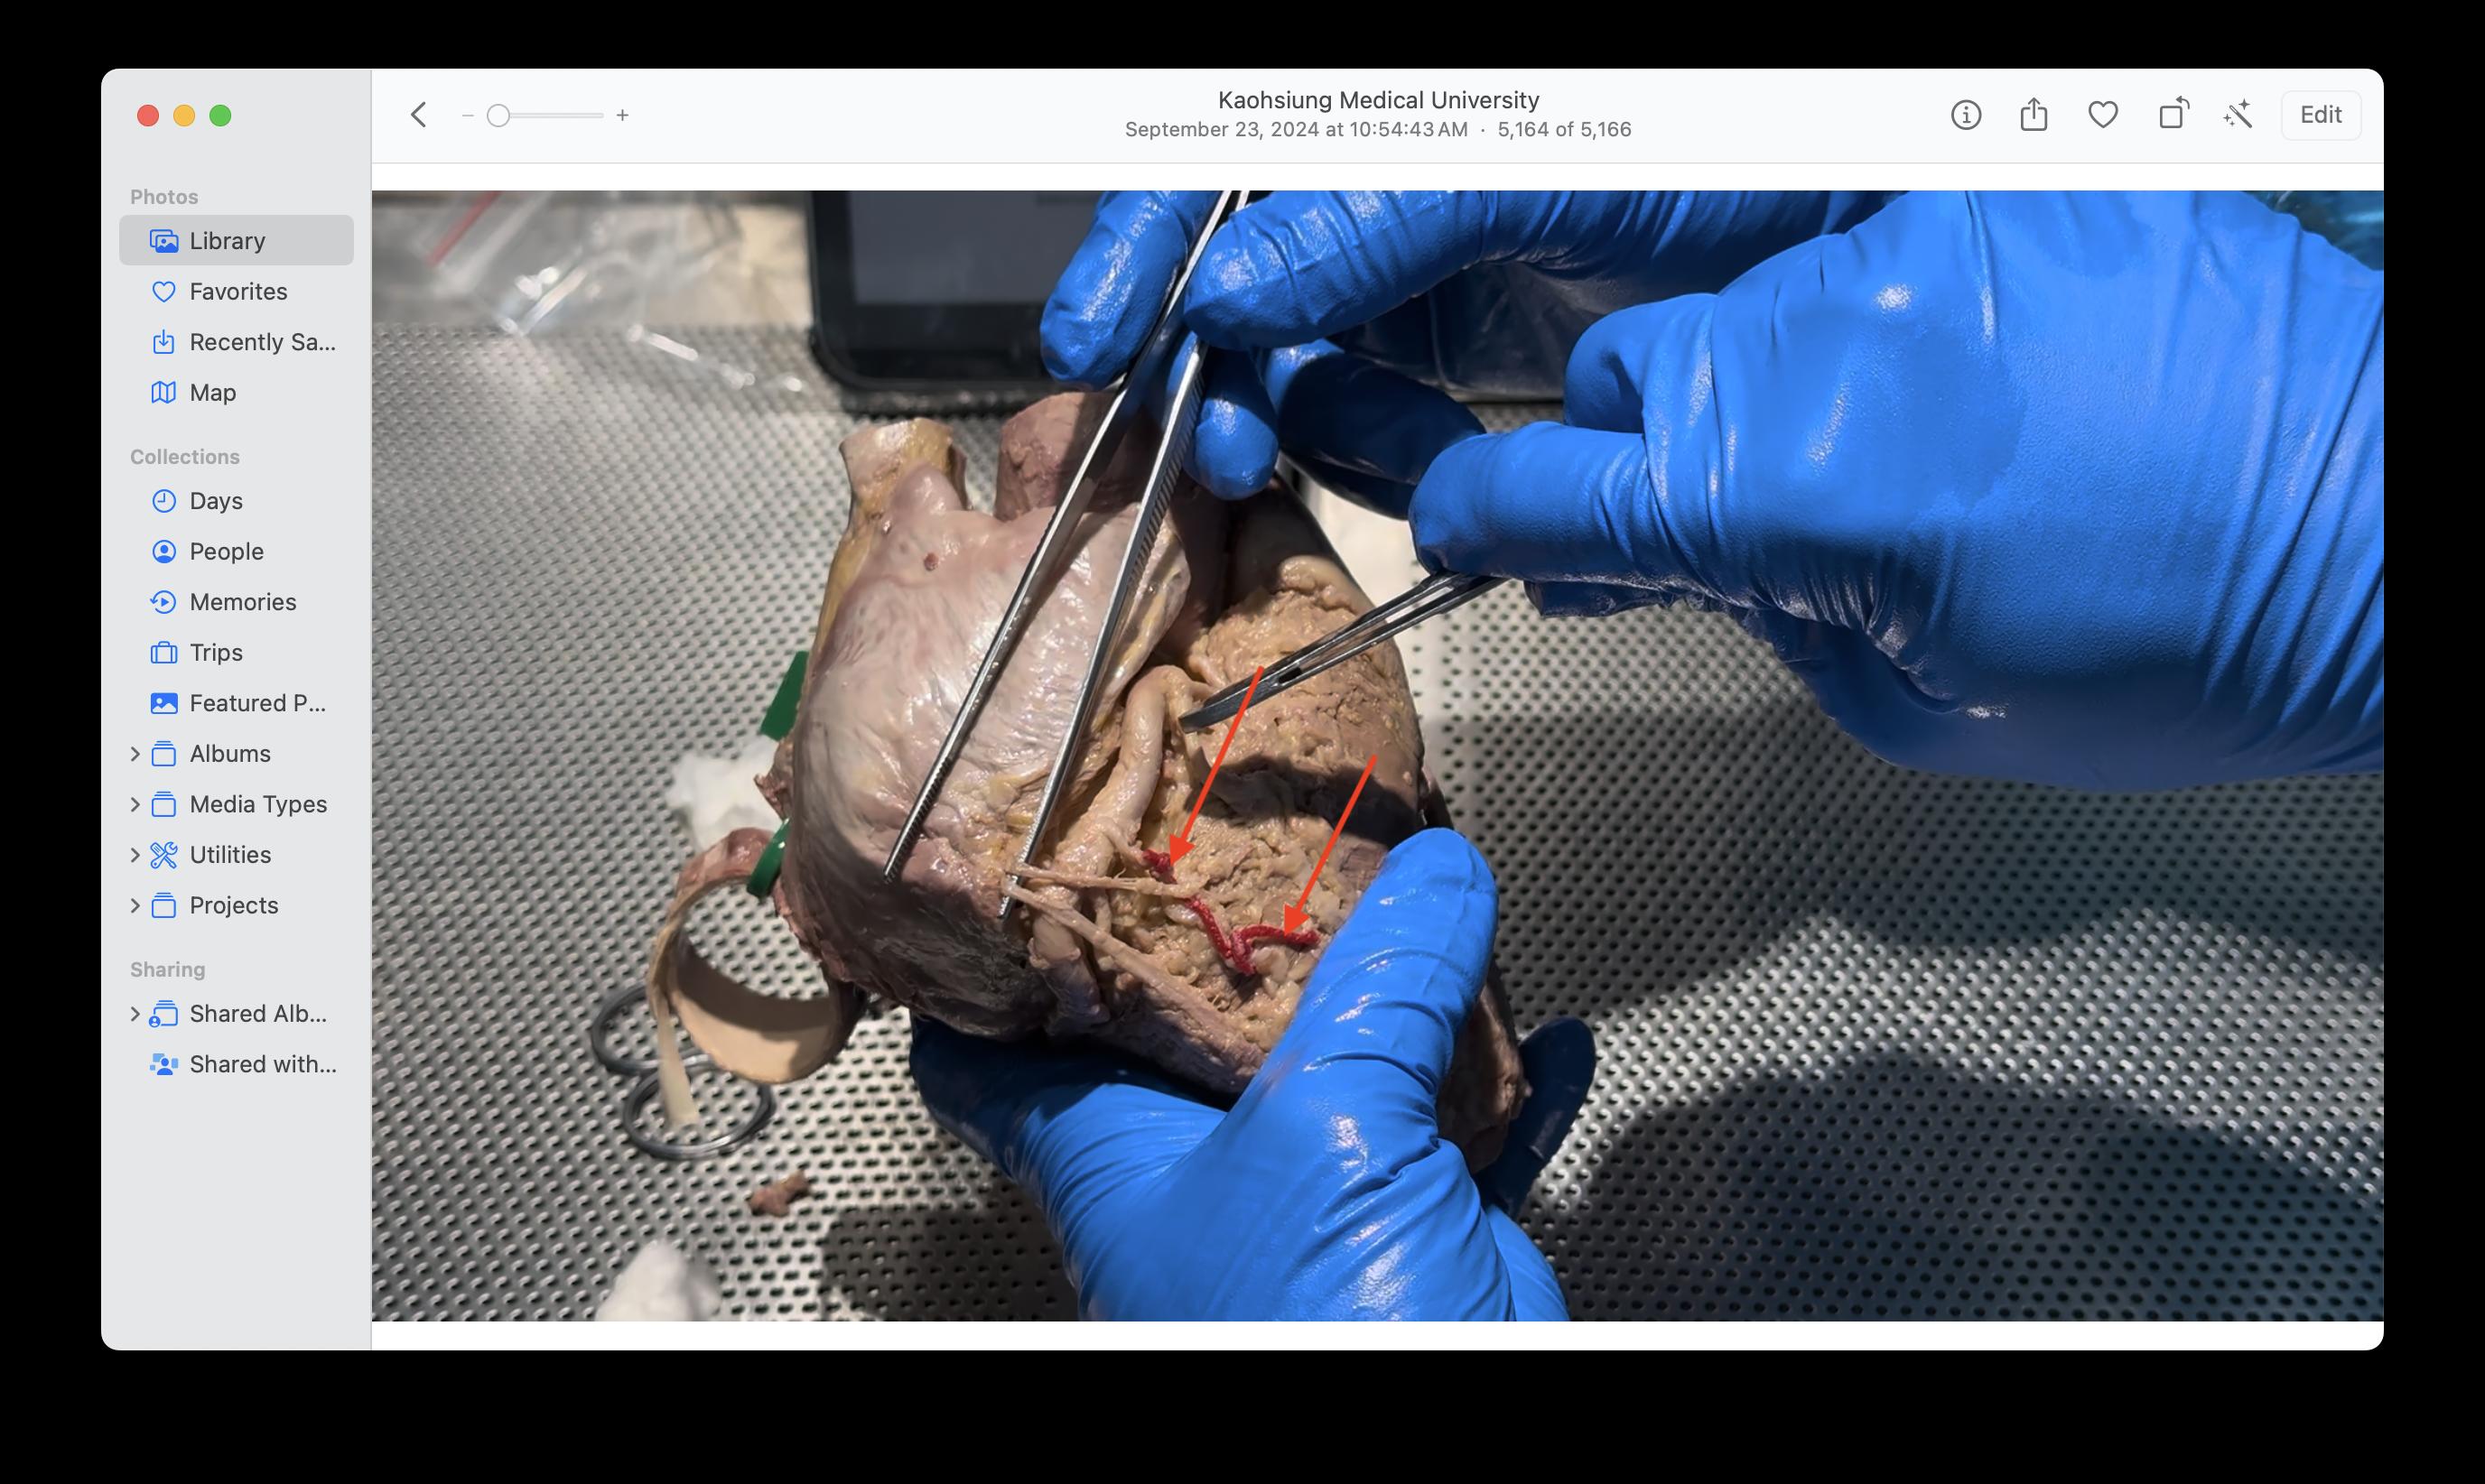 Kaohsiung Medical University
September 23, 2024 at 10:54:43 AM · 5,164 of 5,166
Edit
Photos
Library
Favorites
Recently Sa...
Map
Collections
Days
People
Memories
Trips
Featured P...
Albums
Media Types
Utilities
Projects
Sharing
Shared Alb...
Shared with...